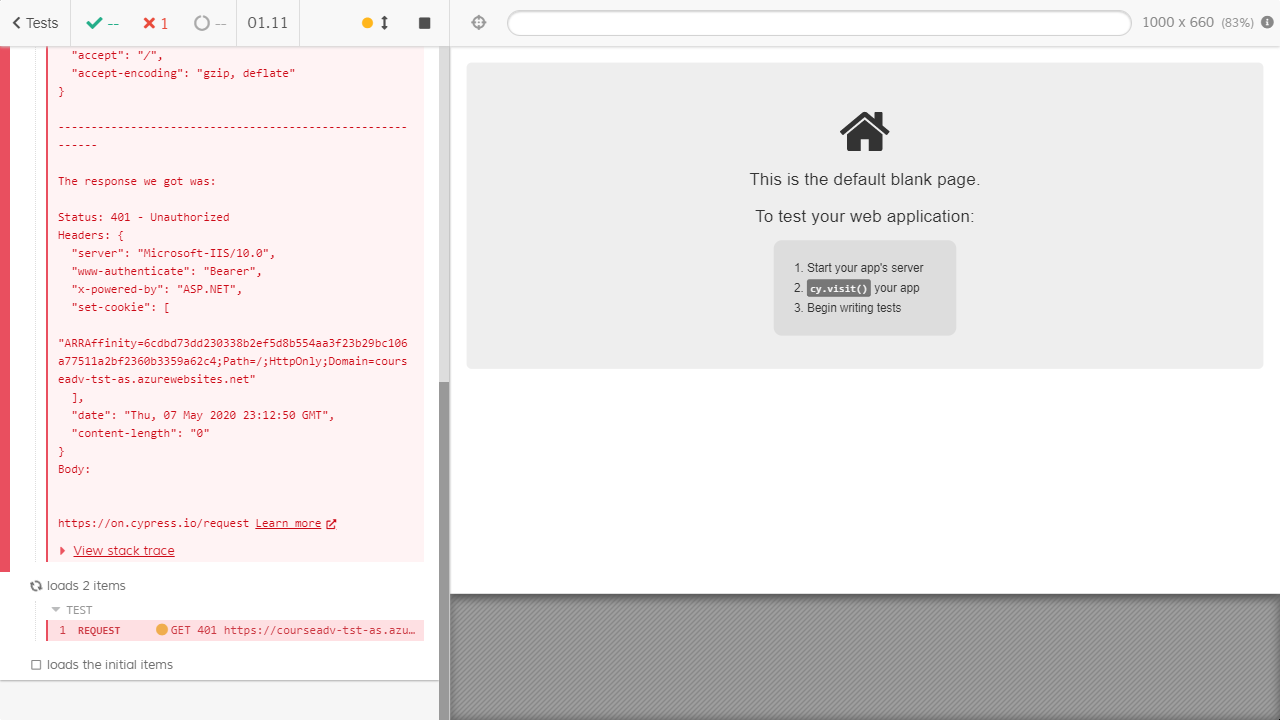 Tests
--
1
--
01.11
1000 x 660 (83%)
"accept": "/",
"accept-encoding": "gzip, deflate"
}
-----------------------------------------------------
------
The response we got was:
Status: 401 - Unauthorized
Headers: {
"server": "Microsoft-IIS/10.0",
"www-authenticate": "Bearer",
"x-powered-by": "ASP.NET",
"set-cookie": [
"ARRAffinity=6cdbd73dd230338b2ef5d8b554aa3f23b29bc106
a77511a2bf2360b3359a62c4;Path=/;HttpOnly;Domain=cours
eadv-tst-as.azurewebsites.net"
],
"date": "Thu, 07 May 2020 23:12:50 GMT",
"content-length": "0"
}
Body:
https://on.cypress.io/request Learn more
View stack trace
loads 2 items
TEST
1 REQUEST GET 401 https://courseadv-tst-as.azu…
loads the initial items
This is the default blank page.
To test your web application:
1. Start your app's server
2. cy.visit() your app
3. Begin writing tests